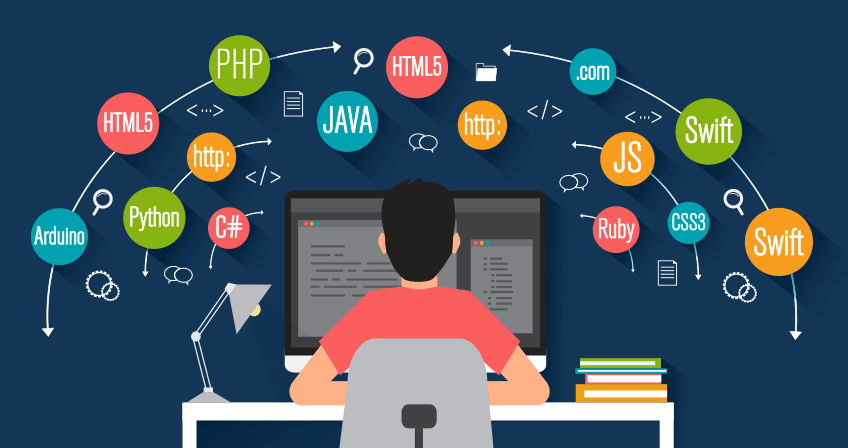 PHP
HTML5
.com
HTML5
JAVA
http:
Swift
http:
JS
Python
C#
Ruby
CSS3
Arduino
Swift